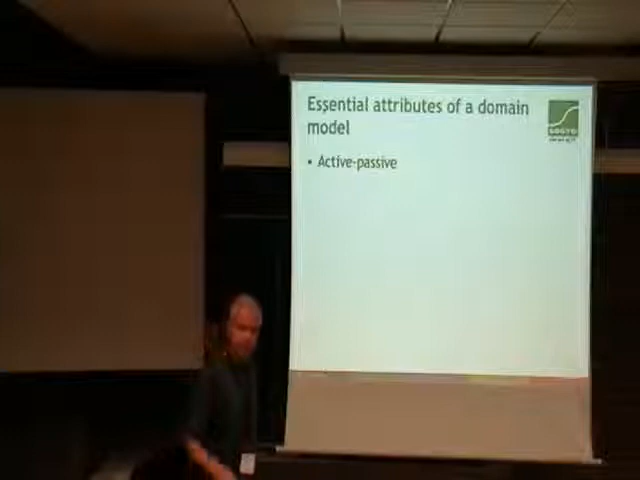 Essential attributes of a domain
model
• Active-passive